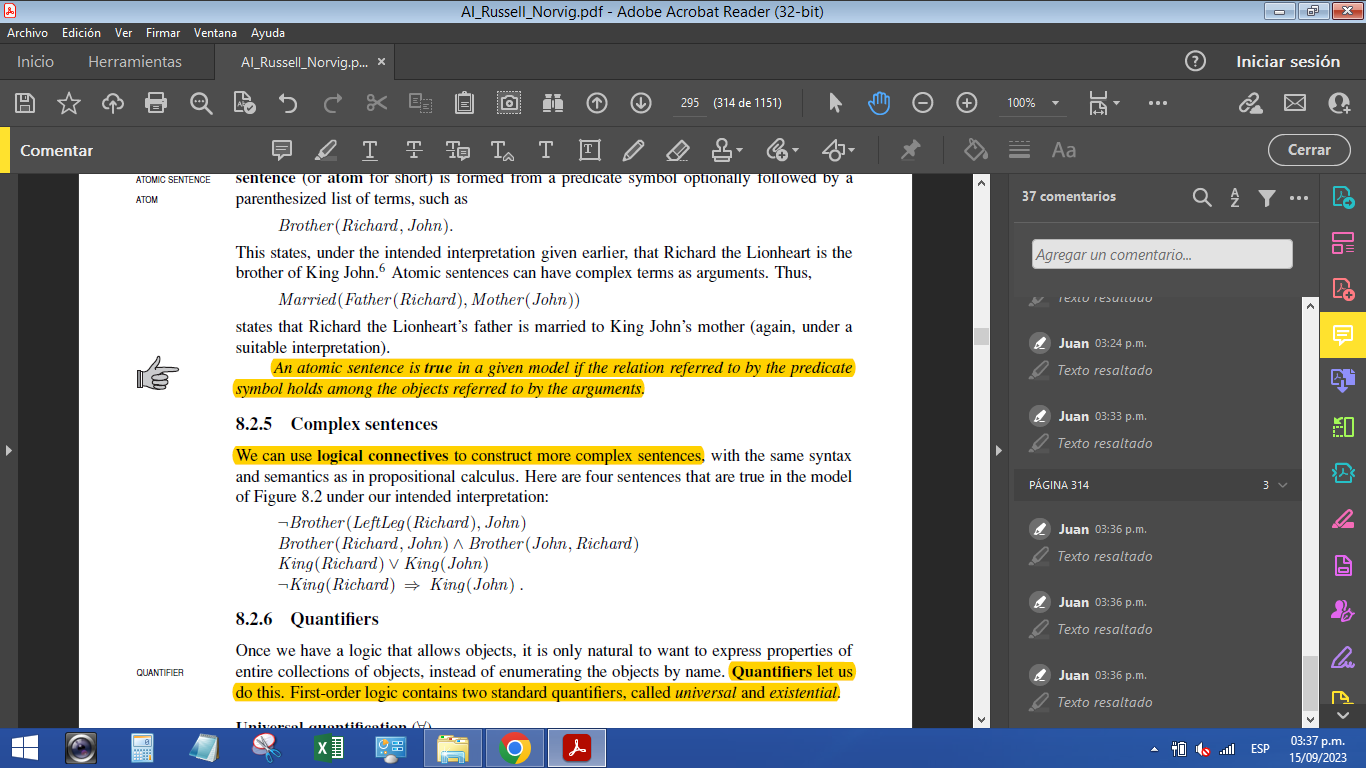 AI_Russell_Norvig.pdf - Adobe Acrobat Reader (32-bit)
Archivo Edición Ver Firmar Ventana Ayuda
Inicio Herramientas AI_Russell_Norvig.p... × Iniciar sesión
295 (314 de 1151) 100%
Comentar Cerrar
ATOMIC SENTENCE
sentence (or atom for short) is formed from a predicate symbol optionally followed by a
ATOM
parenthesized list of terms, such as
Brother(Richard, John).
This states, under the intended interpretation given earlier, that Richard the Lionheart is the
brother of King John.6 Atomic sentences can have complex terms as arguments. Thus,
Married(Father(Richard), Mother(John))
states that Richard the Lionheart's father is married to King John's mother (again, under a
suitable interpretation).
An atomic sentence is true in a given model if the relation referred to by the predicate
symbol holds among the objects referred to by the arguments.
8.2.5 Complex sentences
We can use logical connectives to construct more complex sentences, with the same syntax
and semantics as in propositional calculus. Here are four sentences that are true in the model
of Figure 8.2 under our intended interpretation:
¬Brother(LeftLeg(Richard), John)
Brother(Richard, John) ∧ Brother(John, Richard)
King(Richard) ∨ King(John)
¬King(Richard) ⇒ King(John) .
8.2.6 Quantifiers
Once we have a logic that allows objects, it is only natural to want to express properties of
QUANTIFIER
entire collections of objects, instead of enumerating the objects by name. Quantifiers let us
do this. First-order logic contains two standard quantifiers, called universal and existential.
Universal quantification (∀)
37 comentarios
Agregar un comentario...
Texto resaltado
Juan 03:24 p.m.
Texto resaltado
Juan 03:33 p.m.
Texto resaltado
PÁGINA 314 3
Juan 03:36 p.m.
Texto resaltado
Juan 03:36 p.m.
Texto resaltado
Juan 03:36 p.m.
Texto resaltado
ESP
03:37 p.m.
15/09/2023